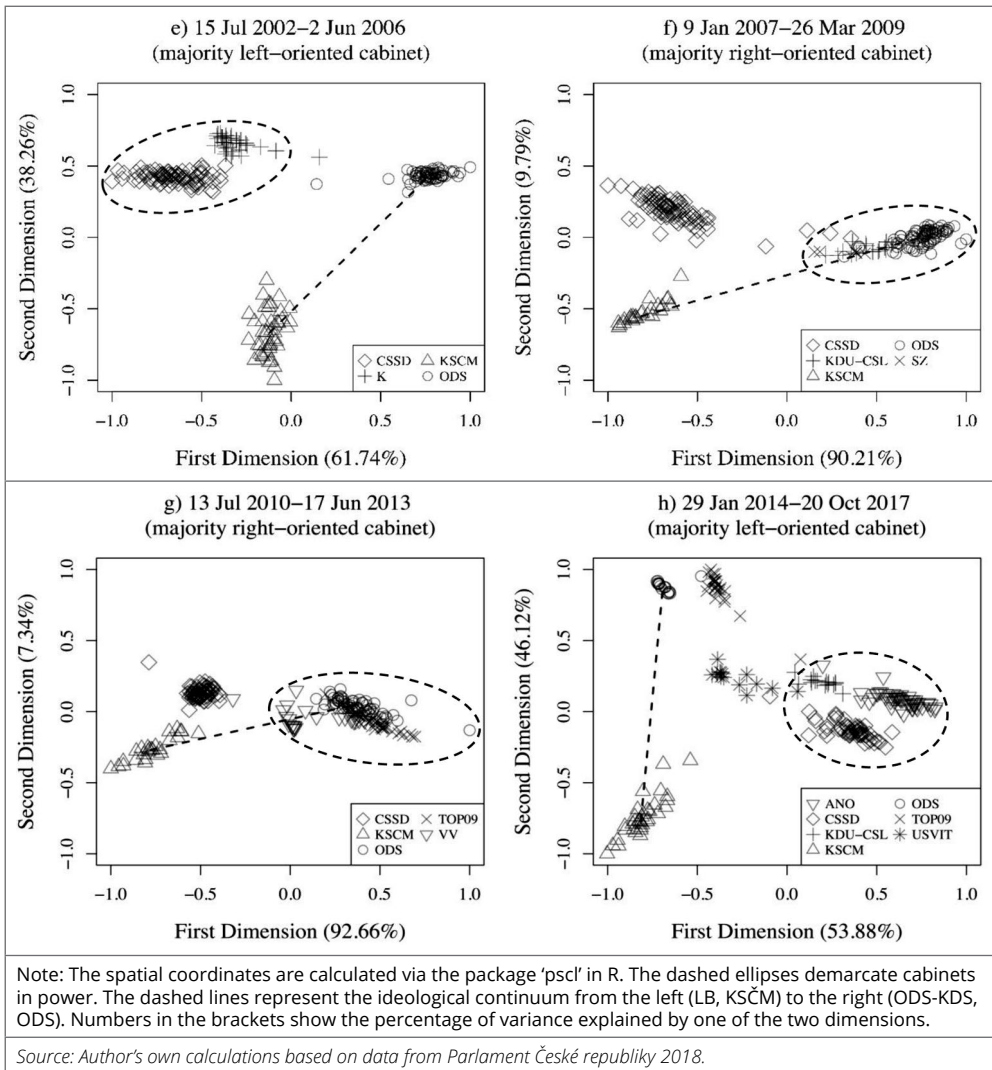 e) 15 Jul 2002–2 Jun 2006
(majority left–oriented cabinet)
Second Dimension (38.26%)
1.0
0.5
0.0
−0.5
−1.0
CSSD KSCM
K ODS
−1.0 −0.5 0.0 0.5 1.0
First Dimension (61.74%)
f) 9 Jan 2007–26 Mar 2009
(majority right–oriented cabinet)
Second Dimension (9.79%)
1.0
0.5
0.0
−0.5
−1.0
CSSD ODS
KDU−CSL SZ
KSCM
−1.0 −0.5 0.0 0.5 1.0
First Dimension (90.21%)
g) 13 Jul 2010–17 Jun 2013
(majority right–oriented cabinet)
Second Dimension (7.34%)
1.0
0.5
0.0
−0.5
−1.0
CSSD TOP09
KSCM VV
ODS
−1.0 −0.5 0.0 0.5 1.0
First Dimension (92.66%)
h) 29 Jan 2014–20 Oct 2017
(majority left–oriented cabinet)
Second Dimension (46.12%)
1.0
0.5
0.0
−0.5
−1.0
ANO ODS
CSSD TOP09
KDU−CSL USVIT
KSCM
−1.0 −0.5 0.0 0.5 1.0
First Dimension (53.88%)
Note: The spatial coordinates are calculated via the package ‘pscl’ in R. The dashed ellipses demarcate cabinets
in power. The dashed lines represent the ideological continuum from the left (LB, KSČM) to the right (ODS-KDS,
ODS). Numbers in the brackets show the percentage of variance explained by one of the two dimensions.
Source: Author’s own calculations based on data from Parlament České republiky 2018.